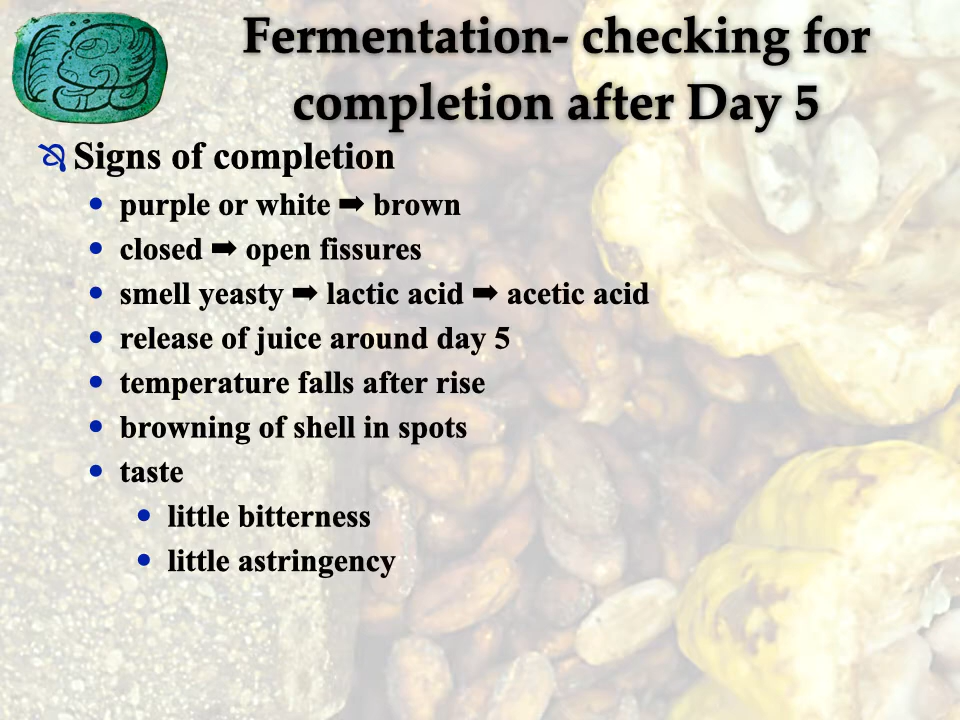 Fermentation- checking for
completion after Day 5
Signs of completion
purple or white ➡ brown
closed ➡ open fissures
smell yeasty ➡ lactic acid ➡ acetic acid
release of juice around day 5
temperature falls after rise
browning of shell in spots
taste
little bitterness
little astringency